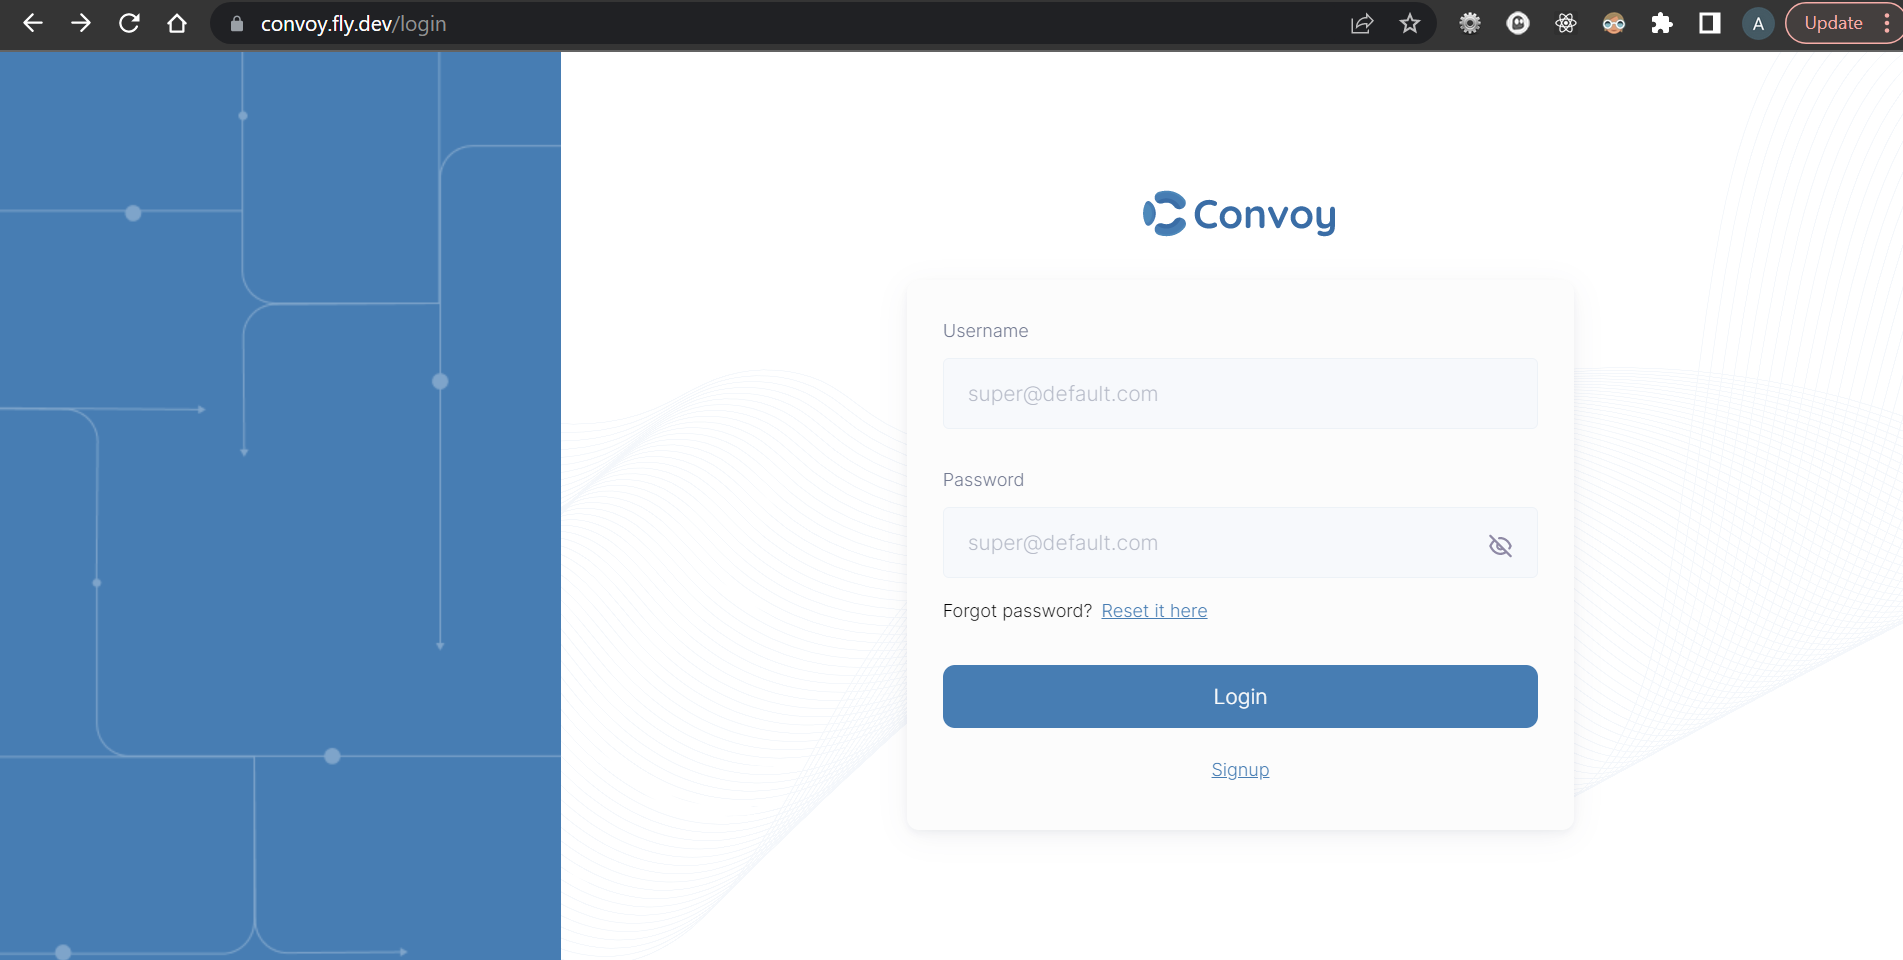 convoy.fly.dev/login
A
Update
Convoy
Username
super@default.com
Password
super@default.com
Forgot password? Reset it here
Login
Signup